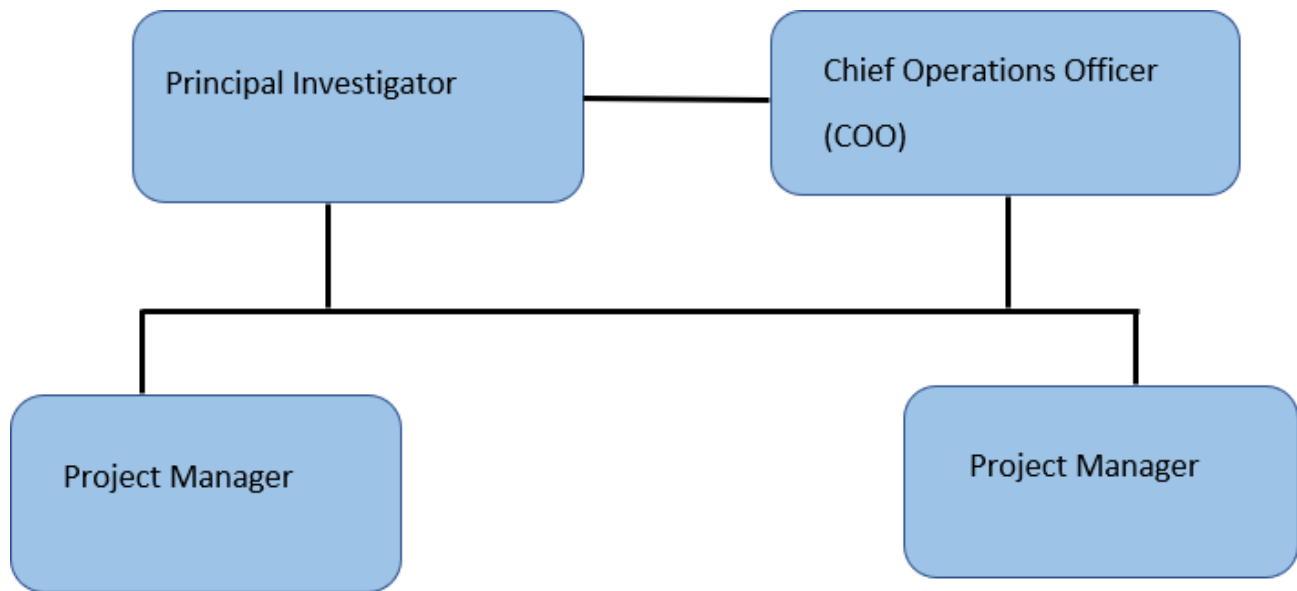 Principal Investigator
Chief Operations Officer
(COO)
Project Manager
Project Manager